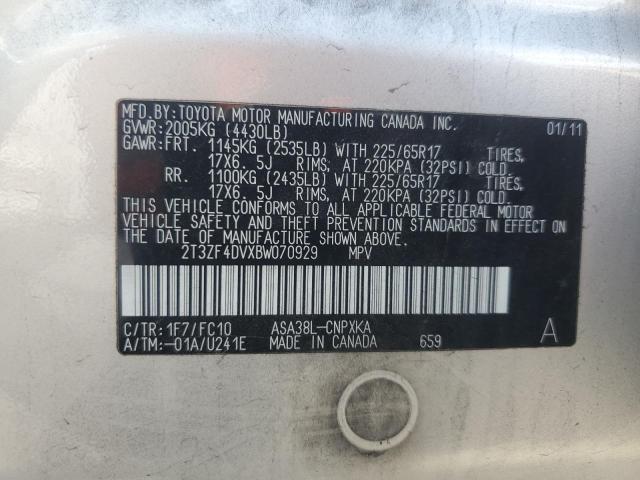 MFD.BY:TOYOTA MOTOR MANUFACTURING CANADA INC. 01/11
GVWR:2005KG (4430LB)
GAWR:FRT. 1145KG (2535LB) WITH 225/65R17 TIRES,
17X6.5J RIMS, AT 220KPA (32PSI) COLD.
RR. 1100KG (2435LB) WITH 225/65R17 TIRES,
17X6.5J RIMS, AT 220KPA (32PSI) COLD.
THIS VEHICLE CONFORMS TO ALL APPLICABLE FEDERAL MOTOR
VEHICLE SAFETY AND THEFT PREVENTION STANDARDS IN EFFECT
ON THE DATE OF MANUFACTURE SHOWN ABOVE.
2T3ZF4DVXBW070929 MPV
C/TR:1F7/FC10 ASA38L-CNPXKA
A/TM:-01A/U241E MADE IN CANADA 659 A